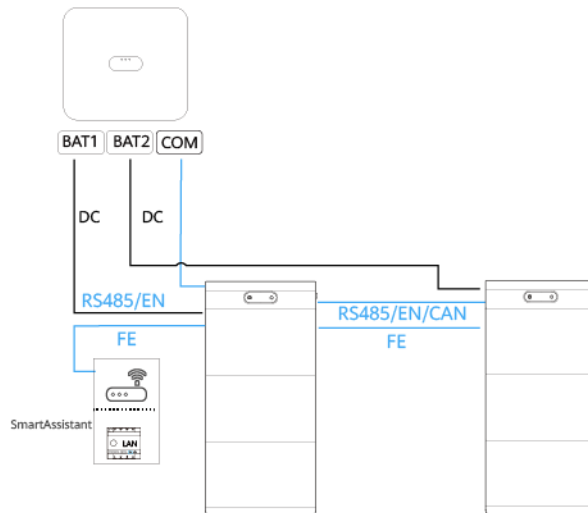 BAT1
BAT2
COM
DC
DC
RS485/EN
RS485/EN/CAN
FE
FE
SmartAssistant
LAN